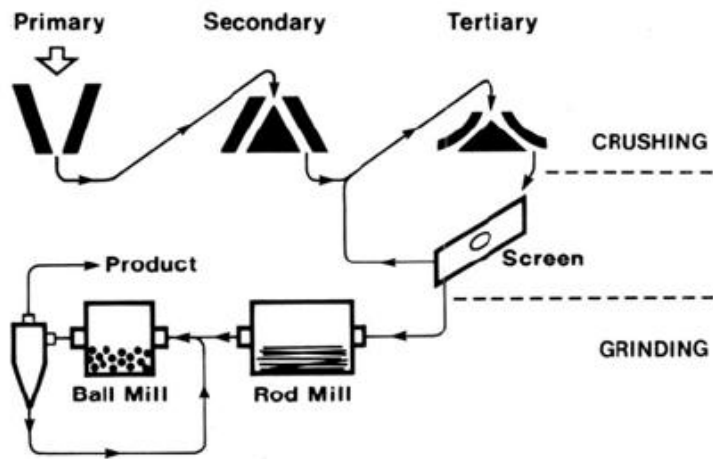 Primary
Secondary
Tertiary
CRUSHING
Screen
Product
GRINDING
Ball Mill
Rod Mill